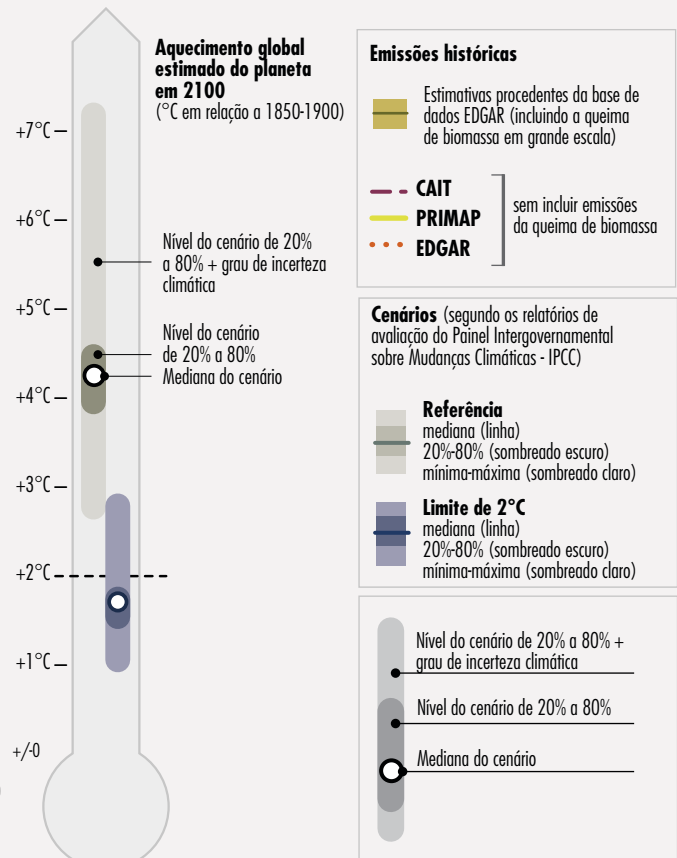 Aquecimento global
estimado do planeta
em 2100
(°C em relação a 1850-1900)
+7°C
+6°C
+5°C
+4°C
+3°C
+2°C
+1°C
+/-0
Nível do cenário de 20%
a 80% + grau de incerteza
climática
Nível do cenário
de 20% a 80%
Mediana do cenário
Emissões históricas
Estimativas procedentes da base de
dados EDGAR (incluindo a queima
de biomassa em grande escala)
CAIT
PRIMAP
EDGAR
sem incluir emissões
da queima de biomassa
Cenários (segundo os relatórios de
avaliação do Painel Intergovernamental
sobre Mudanças Climáticas - IPCC)
Referência
mediana (linha)
20%-80% (sombreado escuro)
mínima-máxima (sombreado claro)
Limite de 2°C
mediana (linha)
20%-80% (sombreado escuro)
mínima-máxima (sombreado claro)
Nível do cenário de 20% a 80% +
grau de incerteza climática
Nível do cenário de 20% a 80%
Mediana do cenário